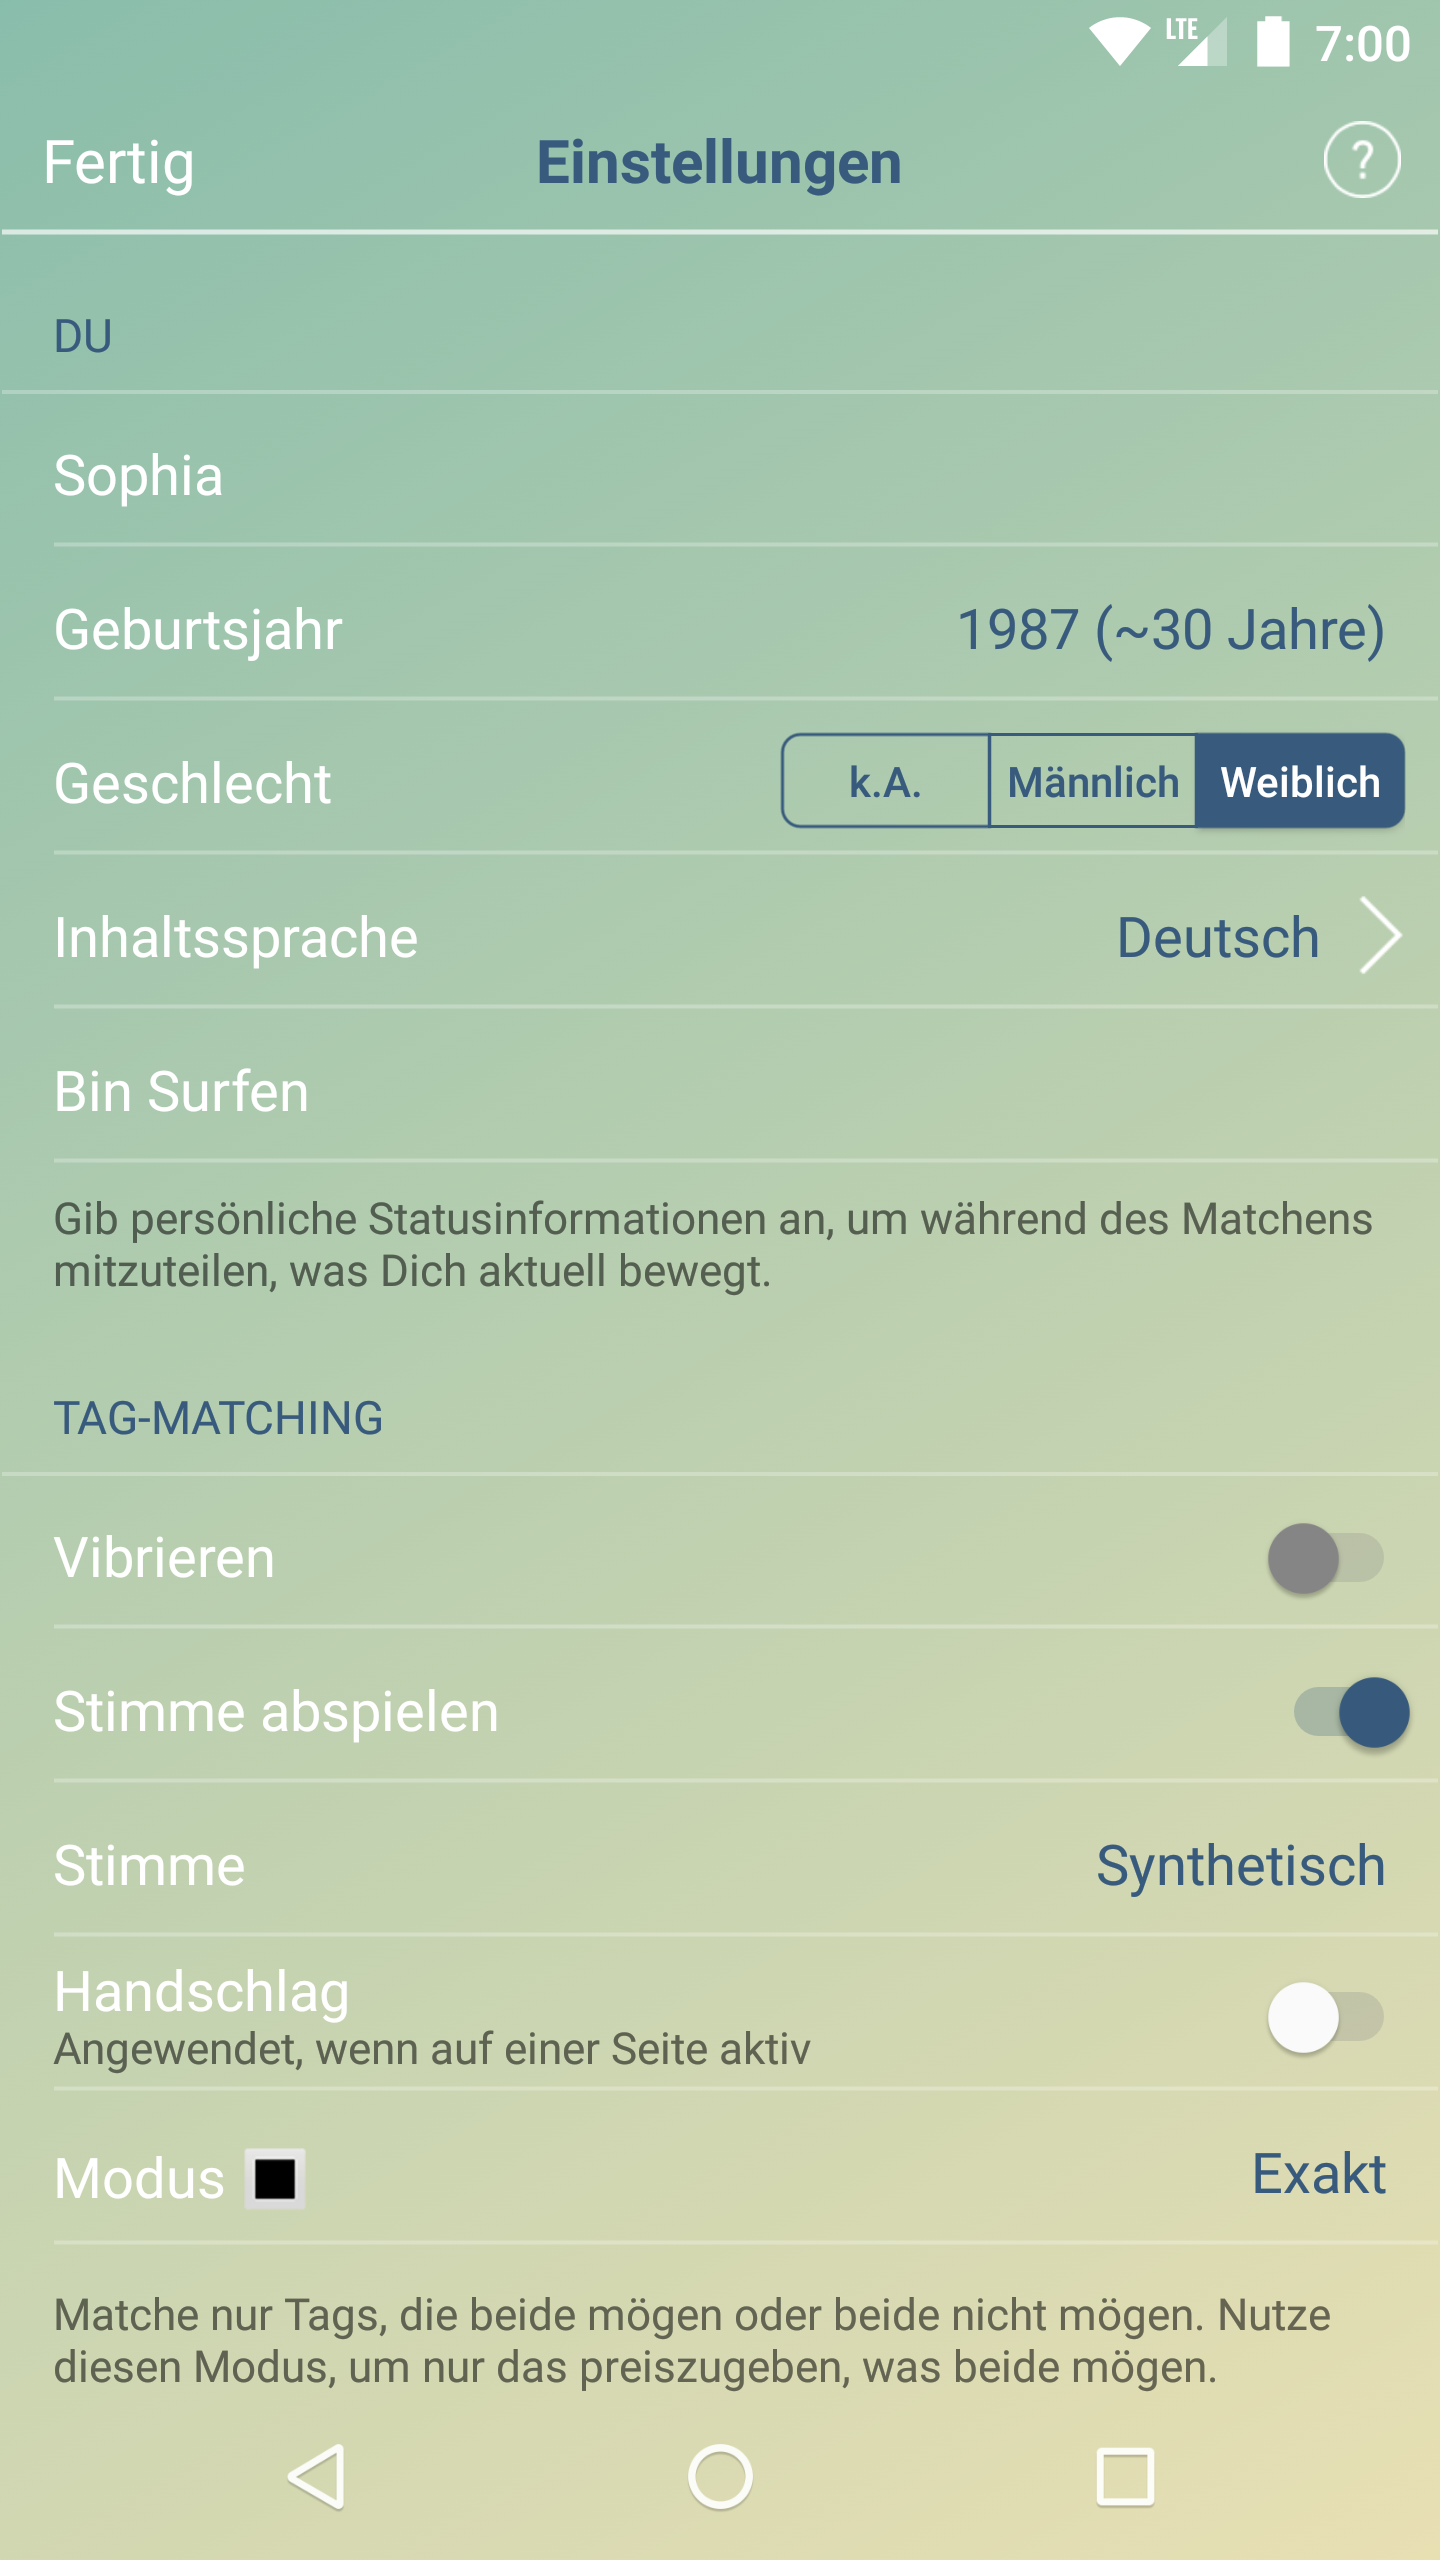 LTE 7:00
Fertig Einstellungen ?
DU
Sophia
Geburtsjahr 1987 (~30 Jahre)
Geschlecht k.A. Männlich Weiblich
Inhaltssprache Deutsch
Bin Surfen
Gib persönliche Statusinformationen an, um während des Matchens
mitzuteilen, was Dich aktuell bewegt.
TAG-MATCHING
Vibrieren
Stimme abspielen
Stimme Synthetisch
Handschlag
Angewendet, wenn auf einer Seite aktiv
Modus Exakt
Matche nur Tags, die beide mögen oder beide nicht mögen. Nutze
diesen Modus, um nur das preiszugeben, was beide mögen.